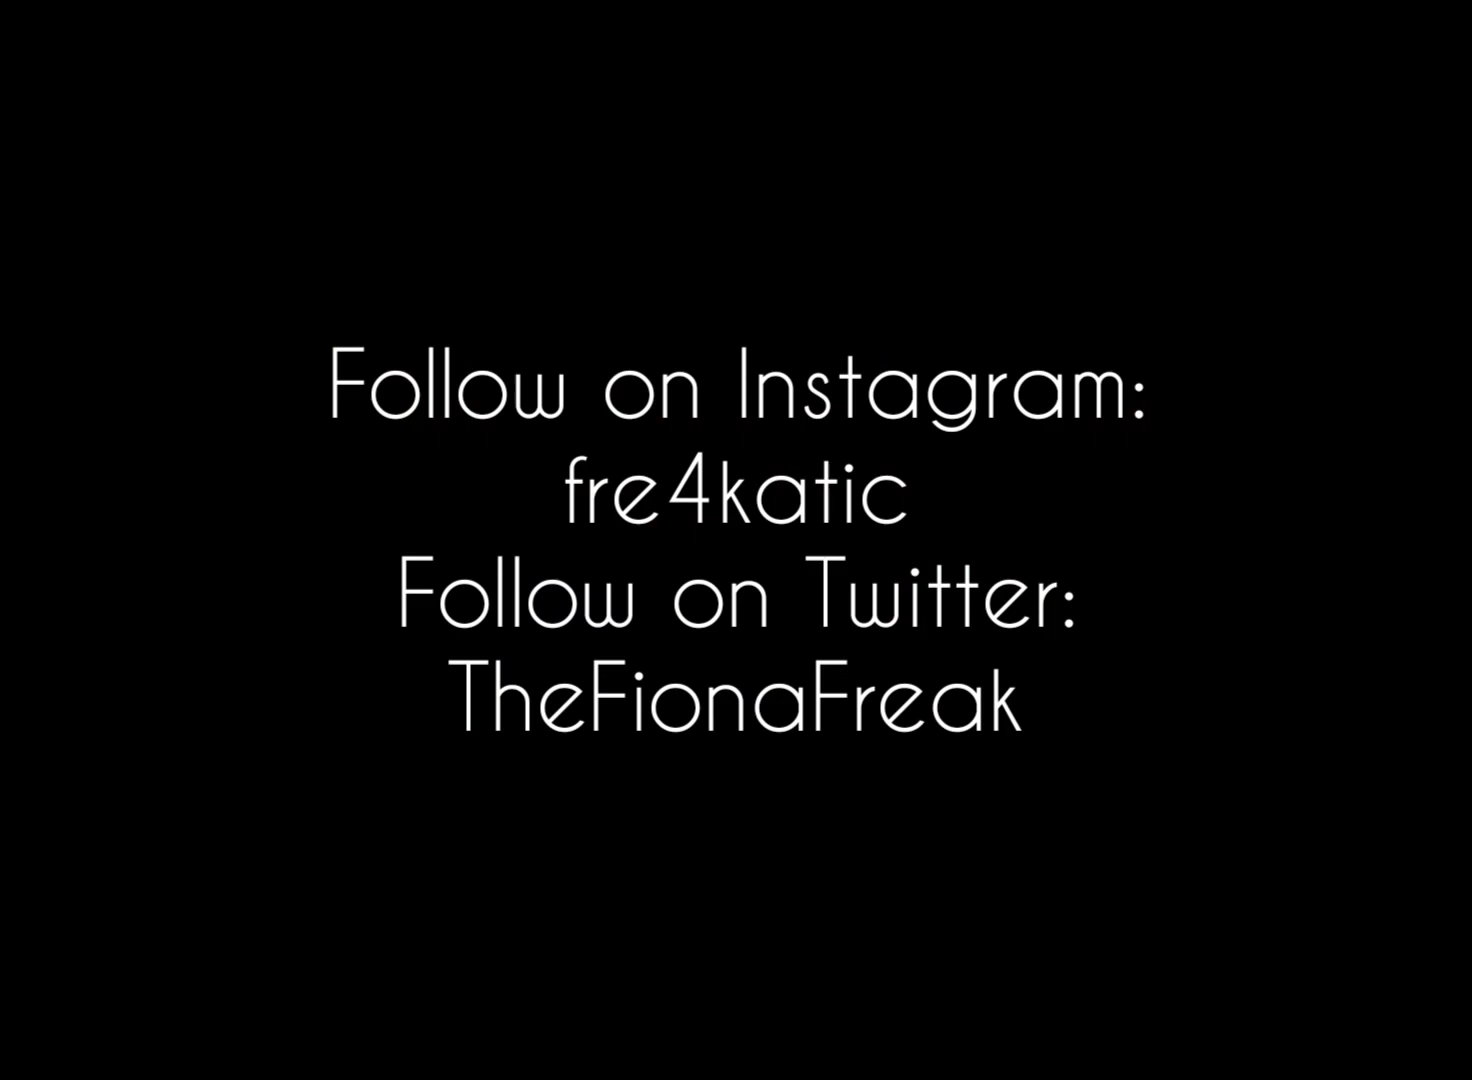 Follow on Instagram:
fre4katic
Follow on Twitter:
TheFionaFreak